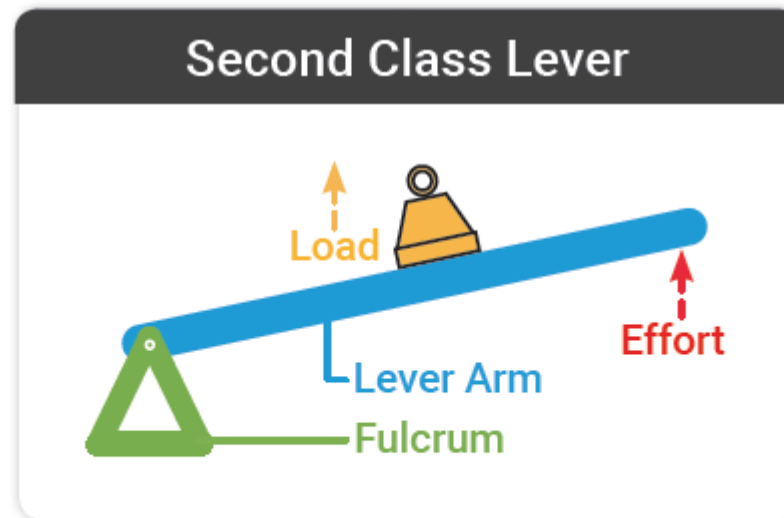 Second Class Lever
Load
Effort
Lever Arm
Fulcrum